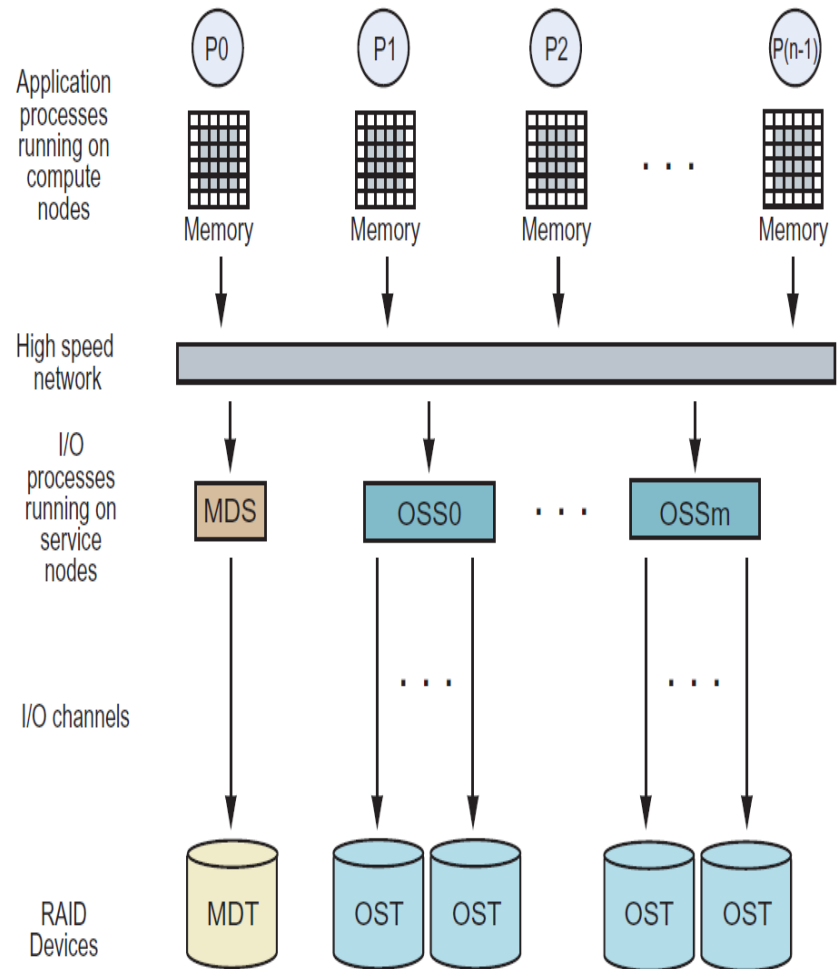 P0 P1 P2 P(n-1)
Application
processes
running on
compute
nodes
. . .
Memory Memory Memory Memory
High speed
network
I/O
processes
running on
service
nodes
MDS OSS0 . . . OSSm
. . . . . .
I/O channels
RAID
Devices
MDT OST OST OST OST